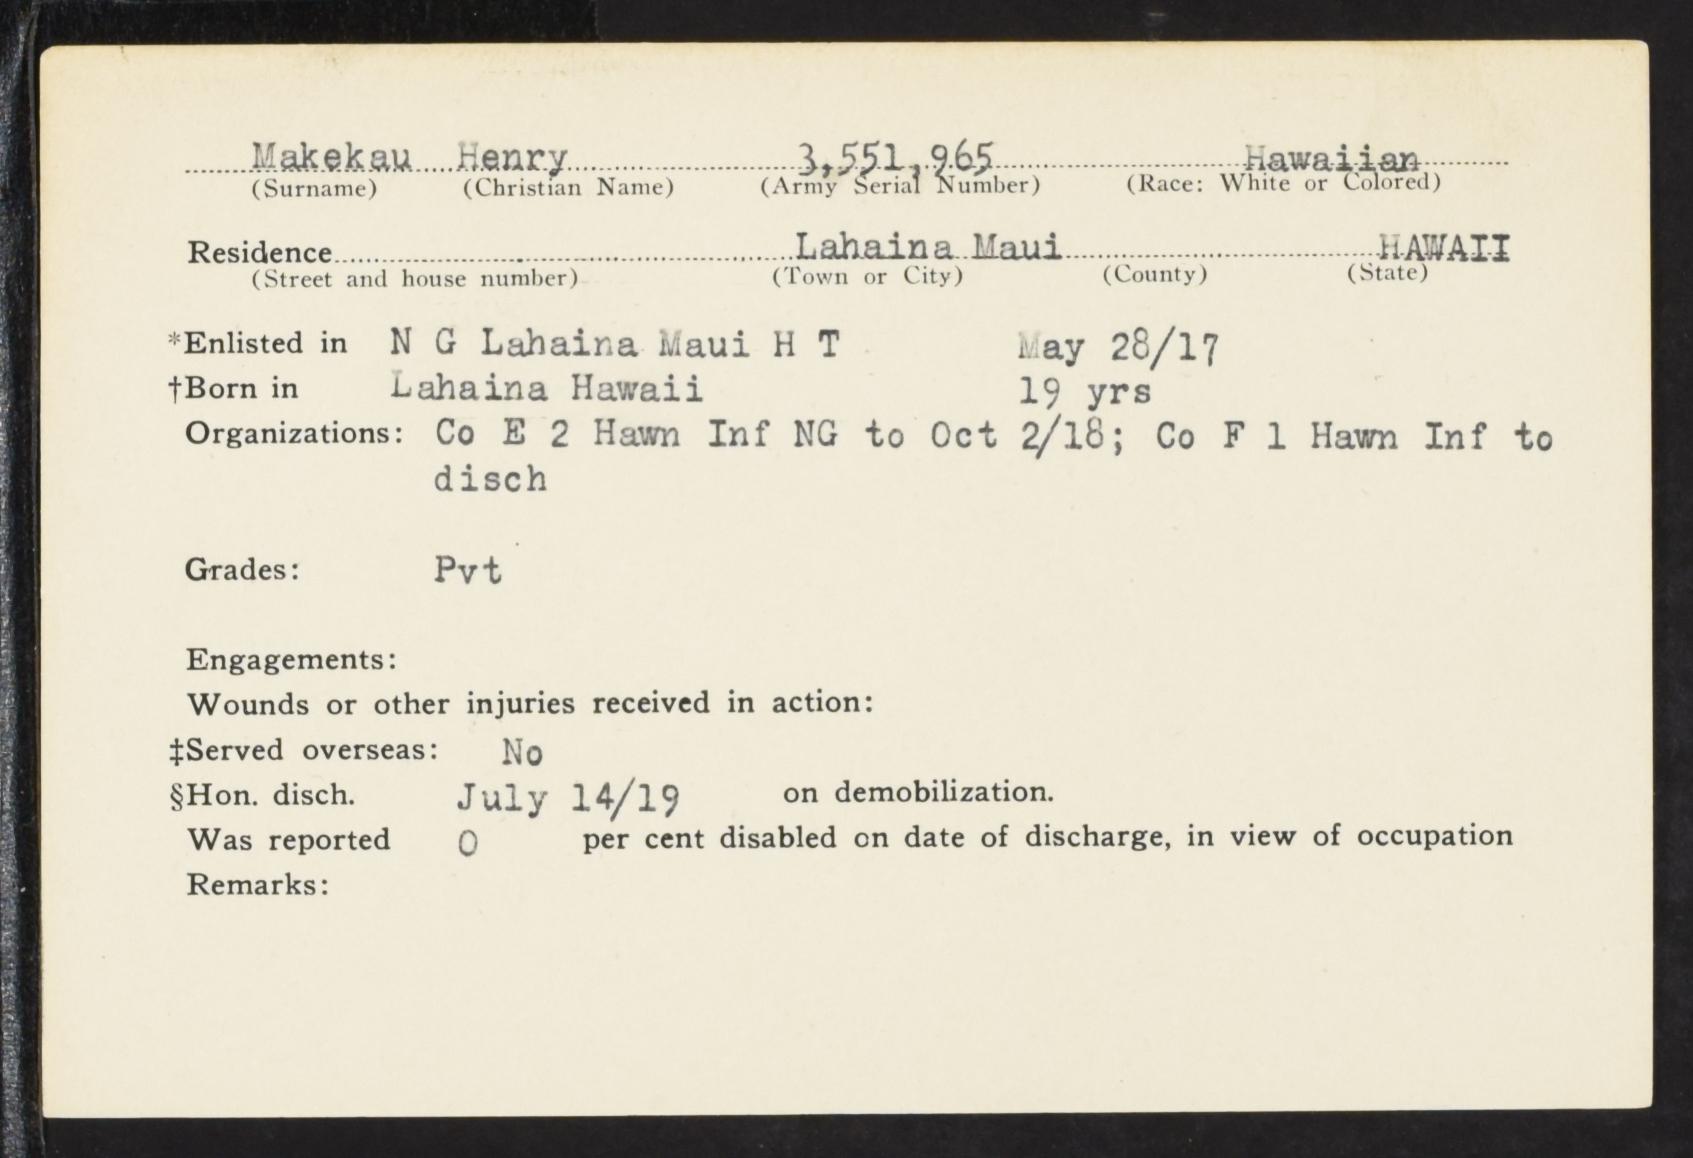 Makekau Henry 3,551,965 Hawaiian
(Surname) (Christian Name) (Army Serial Number) (Race: White or Colored)
Residence Lahaina Maui HAWAII
(Street and house number) (Town or City) (County) (State)
*Enlisted in N G Lahaina Maui H T May 28/17
†Born in Lahaina Hawaii 19 yrs
Organizations: Co E 2 Hawn Inf NG to Oct 2/18; Co F 1 Hawn Inf to
disch
Grades: Pvt
Engagements:
Wounds or other injuries received in action:
‡Served overseas: No
§Hon. disch. July 14/19 on demobilization.
Was reported 0 per cent disabled on date of discharge, in view of occupation
Remarks: